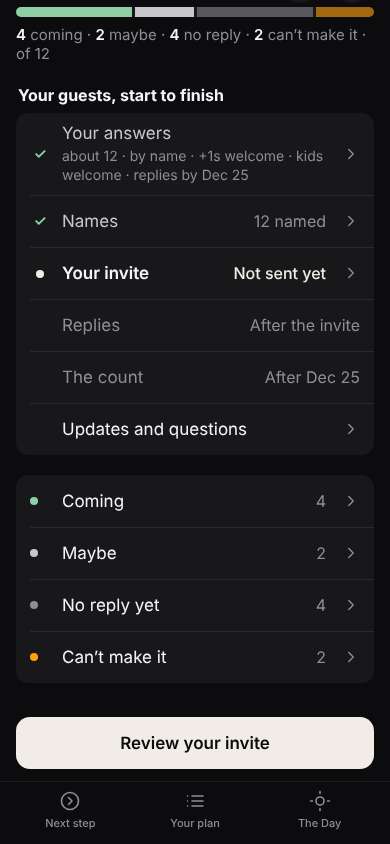 4 coming · 2 maybe · 4 no reply · 2 can’t make it ·
of 12
Your guests, start to finish
Your answers
about 12 · by name · +1s welcome · kids
welcome · replies by Dec 25
Names 12 named
Your invite Not sent yet
Replies After the invite
The count After Dec 25
Updates and questions
Coming 4
Maybe 2
No reply yet 4
Can’t make it 2
Review your invite
Next step Your plan The Day